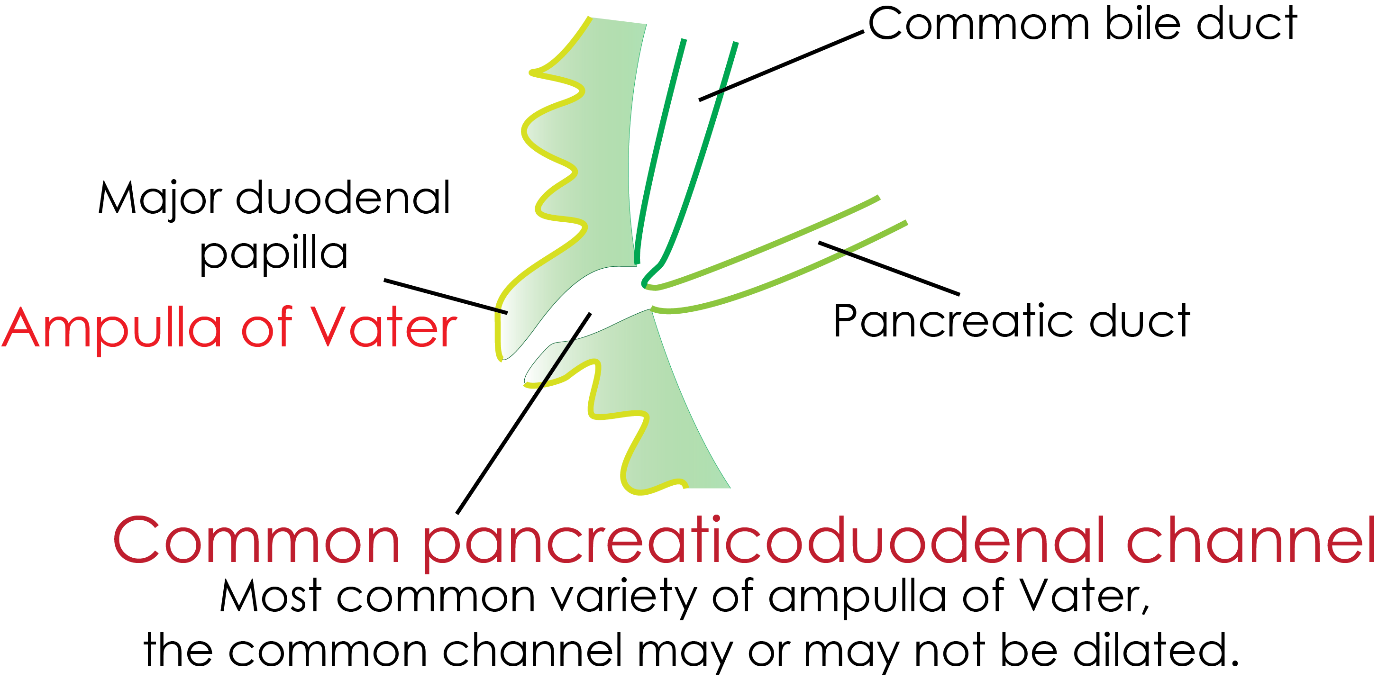 Commom bile duct
Major duodenal
papilla
Ampulla of Vater
Pancreatic duct
Common pancreaticoduodenal channel
Most common variety of ampulla of Vater,
the common channel may or may not be dilated.